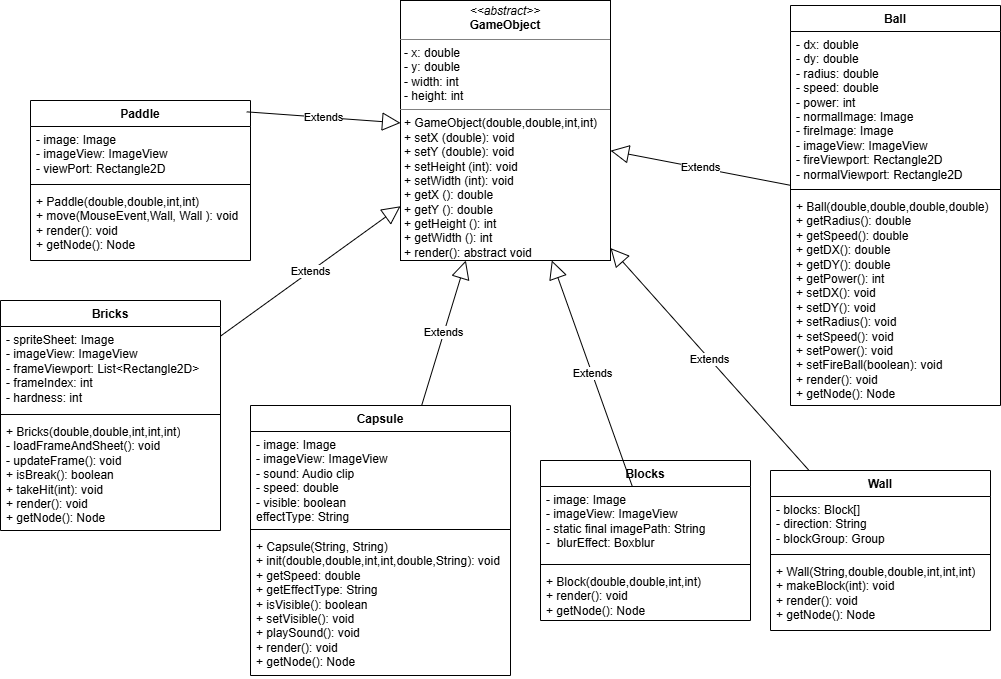 <<abstract>>
GameObject
- x: double
- y: double
- width: int
- height: int
+ GameObject(double,double,int,int)
+ setX (double): void
+ setY (double): void
+ setHeight (int): void
+ setWidth (int): void
+ getX (): double
+ getY (): double
+ getHeight (): int
+ getWidth (): int
+ render(): abstract void
Ball
- dx: double
- dy: double
- radius: double
- speed: double
- power: int
- normalImage: Image
- fireImage: Image
- imageView: ImageView
- fireViewport: Rectangle2D
- normalViewport: Rectangle2D
+ Ball(double,double,double,double)
+ getRadius(): double
+ getSpeed(): double
+ getDX(): double
+ getDY(): double
+ getPower(): int
+ setDX(): void
+ setDY(): void
+ setRadius(): void
+ setSpeed(): void
+ setPower(): void
+ setFireBall(boolean): void
+ render(): void
+ getNode(): Node
Paddle
- image: Image
- imageView: ImageView
- viewPort: Rectangle2D
+ Paddle(double,double,int,int)
+ move(MouseEvent,Wall, Wall ): void
+ render(): void
+ getNode(): Node
Extends
Extends
Extends
Extends
Extends
Extends
Bricks
- spriteSheet: Image
- imageView: ImageView
- frameViewport: List<Rectangle2D>
- frameIndex: int
- hardness: int
+ Bricks(double,double,int,int,int)
- loadFrameAndSheet(): void
- updateFrame(): void
+ isBreak(): boolean
+ takeHit(int): void
+ render(): void
+ getNode(): Node
Capsule
- image: Image
- imageView: ImageView
- sound: Audio clip
- speed: double
- visible: boolean
effectType: String
+ Capsule(String, String)
+ init(double,double,int,int,double,String): void
+ getSpeed: double
+ getEffectType: String
+ isVisible(): boolean
+ setVisible(): void
+ playSound(): void
+ render(): void
+ getNode(): Node
Blocks
- image: Image
- imageView: ImageView
- static final imagePath: String
-  blurEffect: Boxblur
+ Block(double,double,int,int)
+ render(): void
+ getNode(): Node
Wall
- blocks: Block[]
- direction: String
- blockGroup: Group
+ Wall(String,double,double,int,int,int)
+ makeBlock(int): void
+ render(): void
+ getNode(): Node